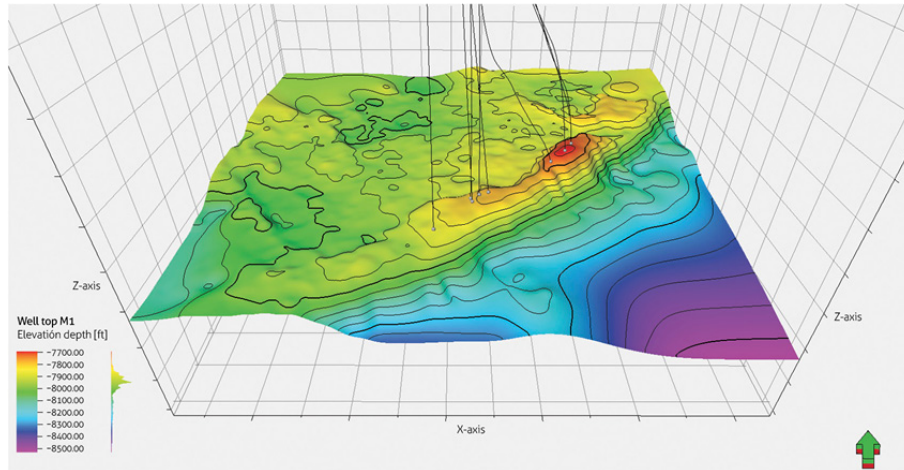 Z-axis
Z-axis
X-axis
Well top M1
Elevation depth [ft]
-7700.00
-7800.00
-7900.00
-8000.00
-8100.00
-8200.00
-8300.00
-8400.00
-8500.00